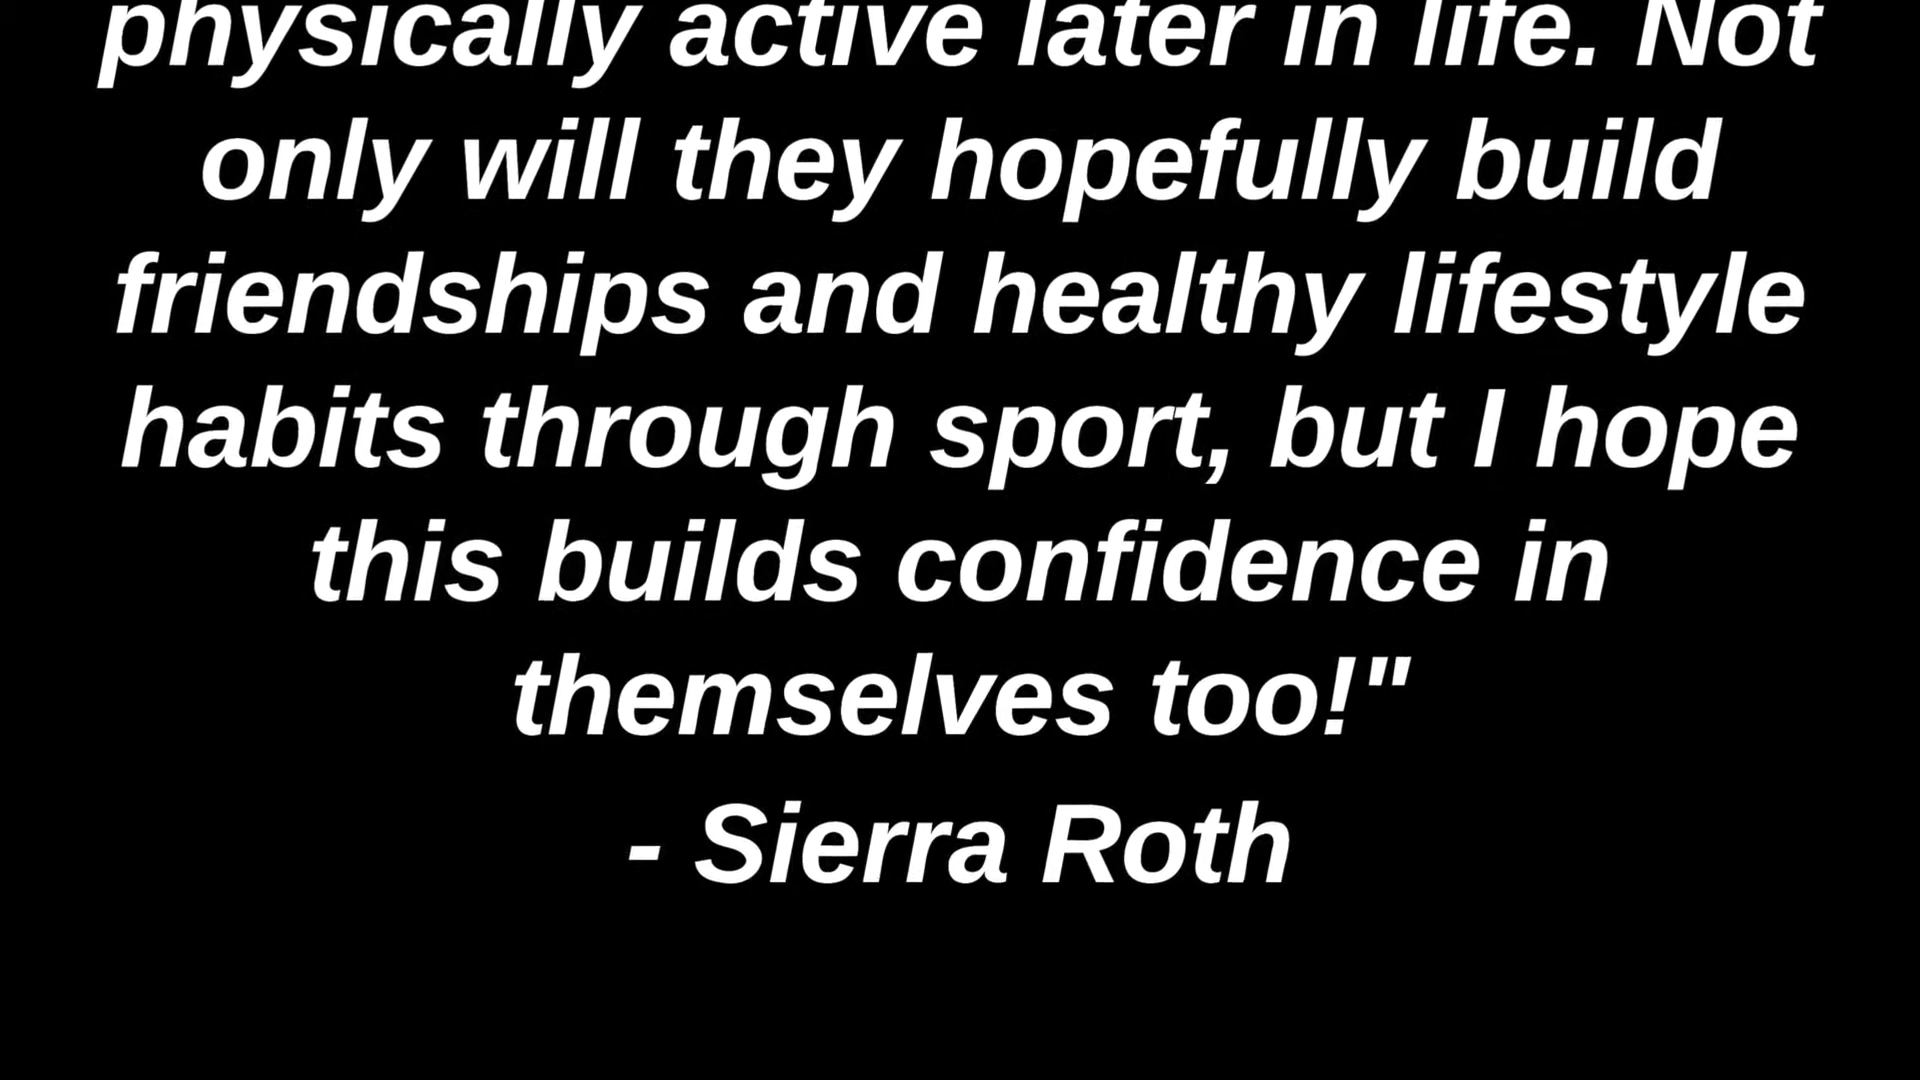 physically active later in life. Not
only will they hopefully build
friendships and healthy lifestyle
habits through sport, but I hope
this builds confidence in
themselves too!"
- Sierra Roth